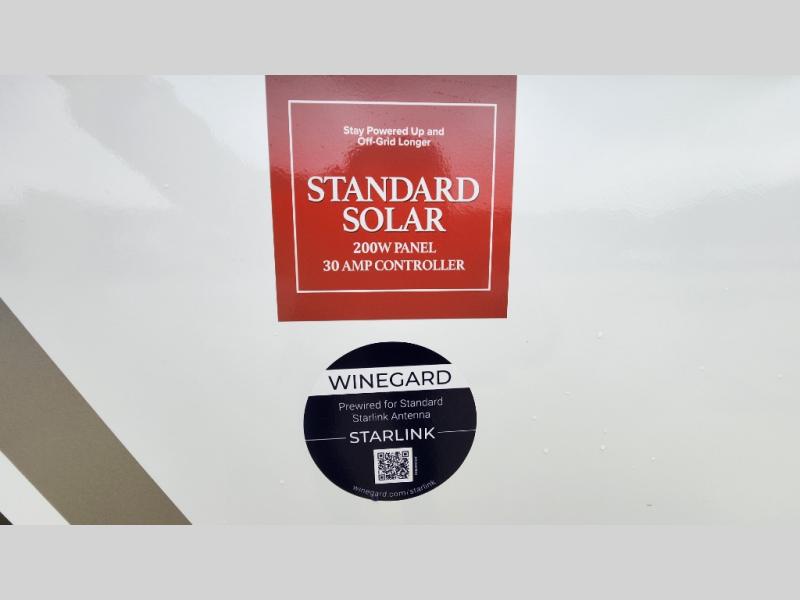 Stay Powered Up and
Off-Grid Longer
STANDARD
SOLAR
200W PANEL
30 AMP CONTROLLER
WINEGARD
Prewired for Standard
Starlink Antenna
STARLINK
winegard.com/starlink